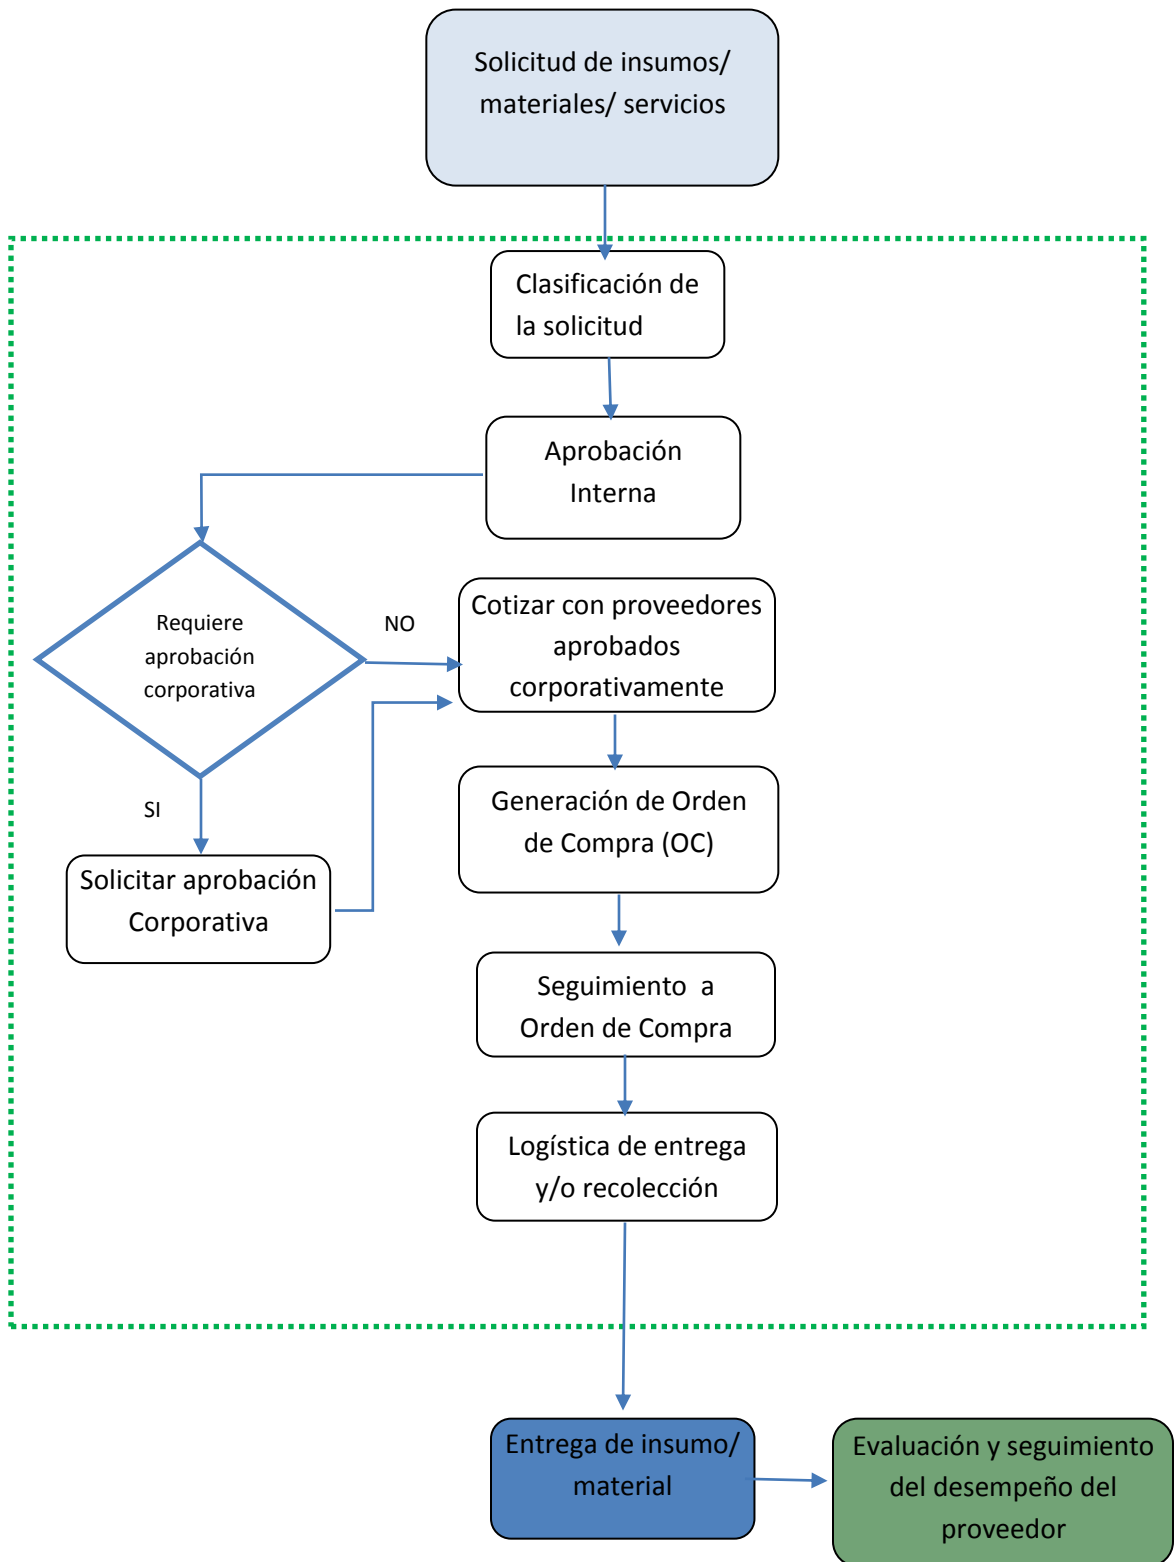 Solicitud de insumos/
materiales/ servicios
Clasificación de
la solicitud
Aprobación
Interna
Requiere
aprobación
corporativa
NO
Cotizar con proveedores
aprobados
corporativamente
SI
Solicitar aprobación
Corporativa
Generación de Orden
de Compra (OC)
Seguimiento a
Orden de Compra
Logística de entrega
y/o recolección
Entrega de insumo/
material
Evaluación y seguimiento
del desempeño del
proveedor